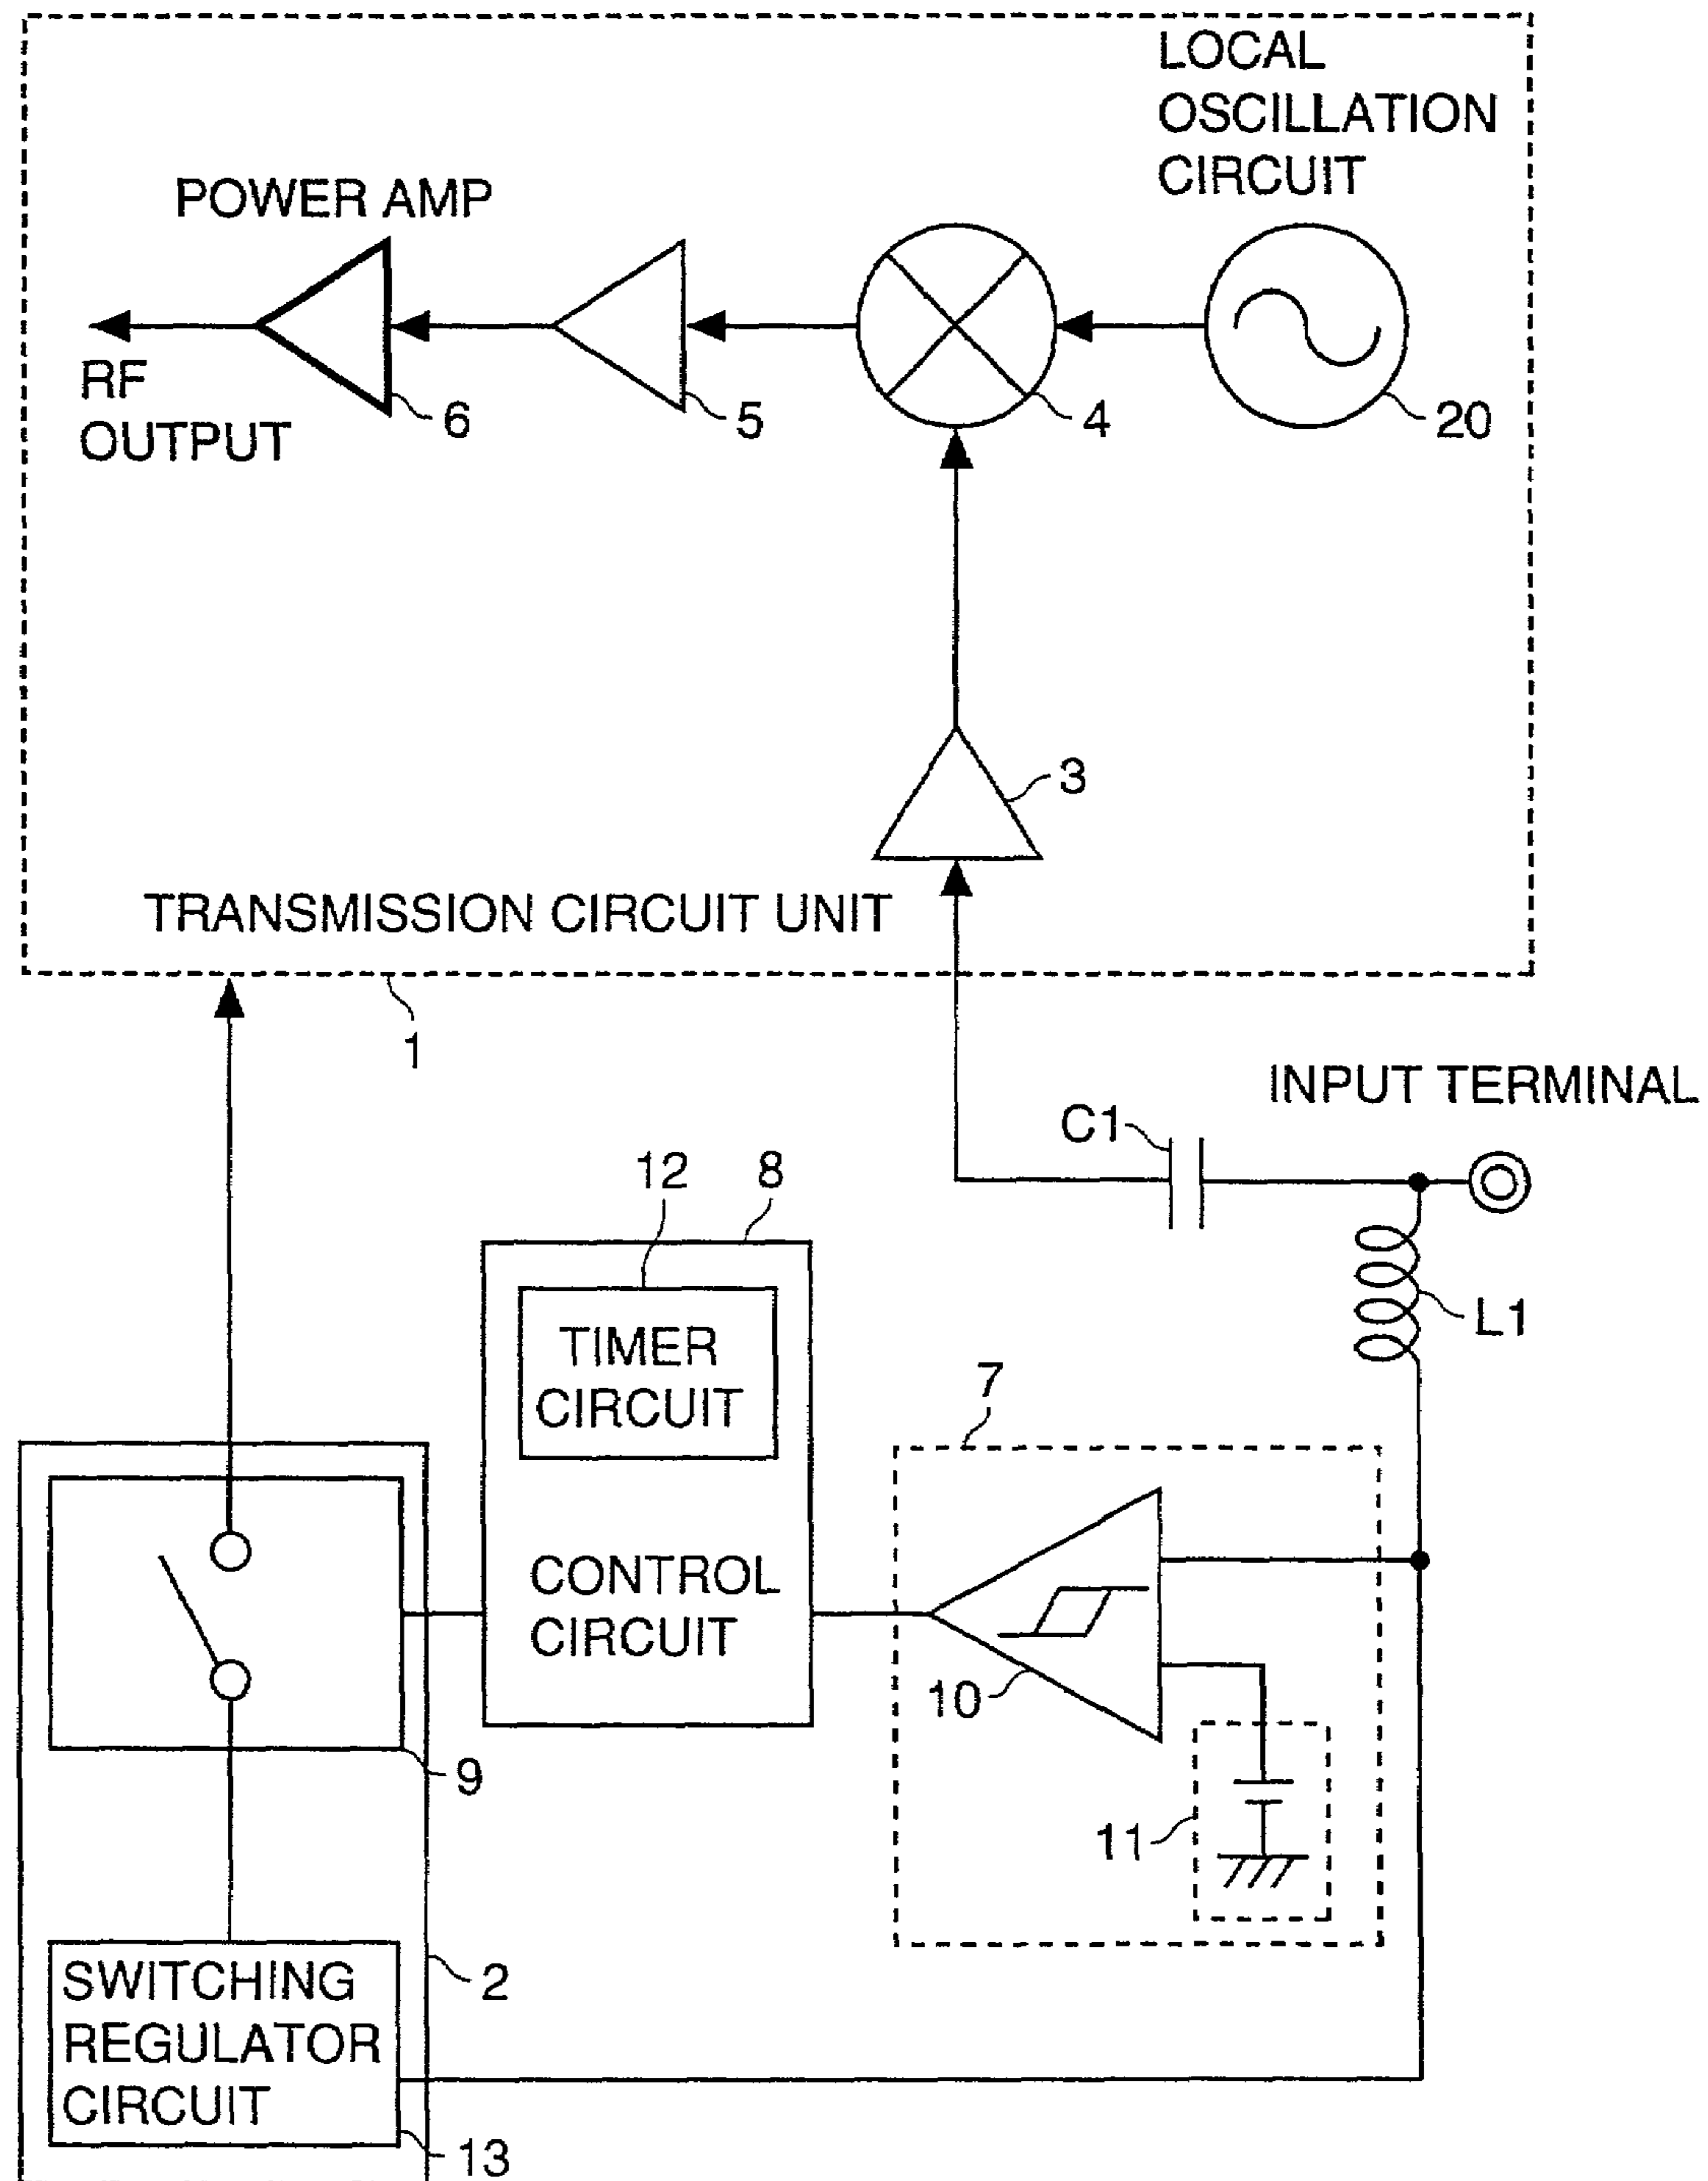 LOCAL
OSCILLATION
CIRCUIT
POWER AMP
RF
OUTPUT
6
5
4
20
3
TRANSMISSION CIRCUIT UNIT
1
INPUT TERMINAL
C1
12
8
L1
TIMER
CIRCUIT
7
CONTROL
CIRCUIT
10
9
11
2
SWITCHING
REGULATOR
CIRCUIT
13